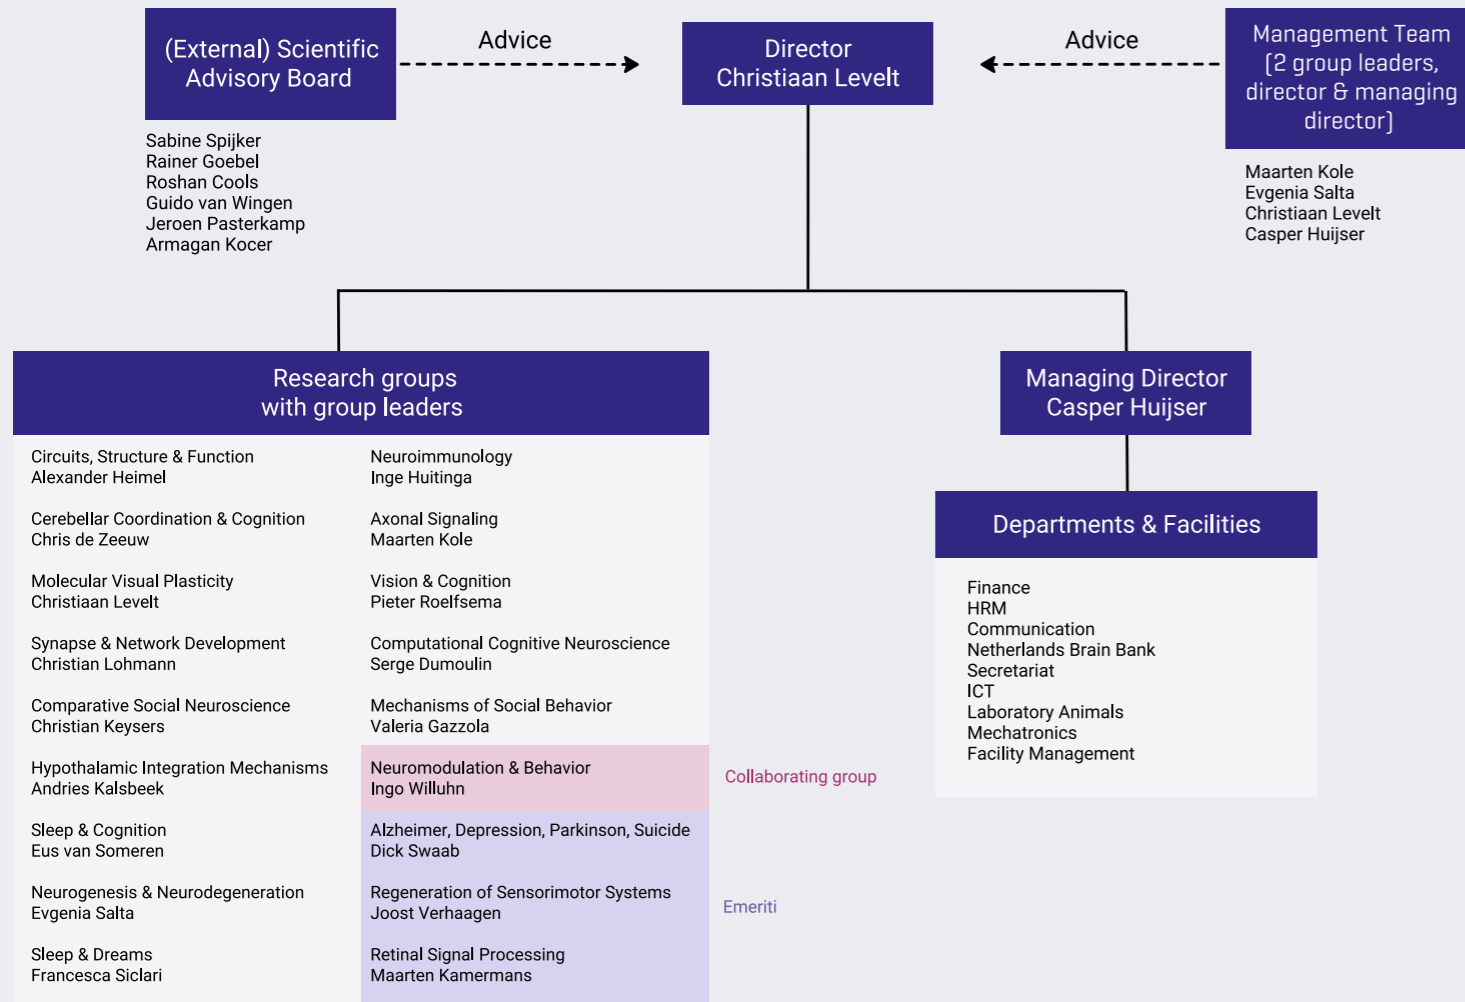 (External) Scientific
Advisory Board
Advice
Director
Christiaan Levelt
Advice
Management Team
(2 group leaders,
director & managing
director)
Sabine Spijker
Rainer Goebel
Roshan Cools
Guido van Wingen
Jeroen Pasterkamp
Armagan Kocer
Maarten Kole
Evgenia Salta
Christiaan Levelt
Casper Huijser
Research groups
with group leaders
Circuits, Structure & Function
Alexander Heimel
Cerebellar Coordination & Cognition
Chris de Zeeuw
Molecular Visual Plasticity
Christiaan Levelt
Synapse & Network Development
Christian Lohmann
Comparative Social Neuroscience
Christian Keysers
Hypothalamic Integration Mechanisms
Andries Kalsbeek
Sleep & Cognition
Eus van Someren
Neurogenesis & Neurodegeneration
Evgenia Salta
Sleep & Dreams
Francesca Siclari
Neuroimmunology
Inge Huitinga
Axonal Signaling
Maarten Kole
Vision & Cognition
Pieter Roelfsema
Computational Cognitive Neuroscience
Serge Dumoulin
Mechanisms of Social Behavior
Valeria Gazzola
Neuromodulation & Behavior
Ingo Willuhn
Collaborating group
Alzheimer, Depression, Parkinson, Suicide
Dick Swaab
Regeneration of Sensorimotor Systems
Joost Verhaagen
Emeriti
Retinal Signal Processing
Maarten Kamermans
Managing Director
Casper Huijser
Departments & Facilities
Finance
HRM
Communication
Netherlands Brain Bank
Secretariat
ICT
Laboratory Animals
Mechatronics
Facility Management